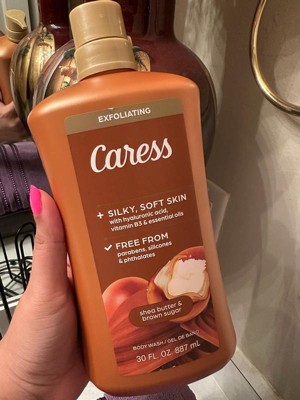 EXFOLIATING
Caress
+ SILKY, SOFT SKIN
with hyaluronic acid,
vitamin B3 & essential oils
✓ FREE FROM
parabens, silicones
& phthalates
shea butter &
brown sugar
BODY WASH / GEL DE BAÑO
30 FL. OZ. 887 mL